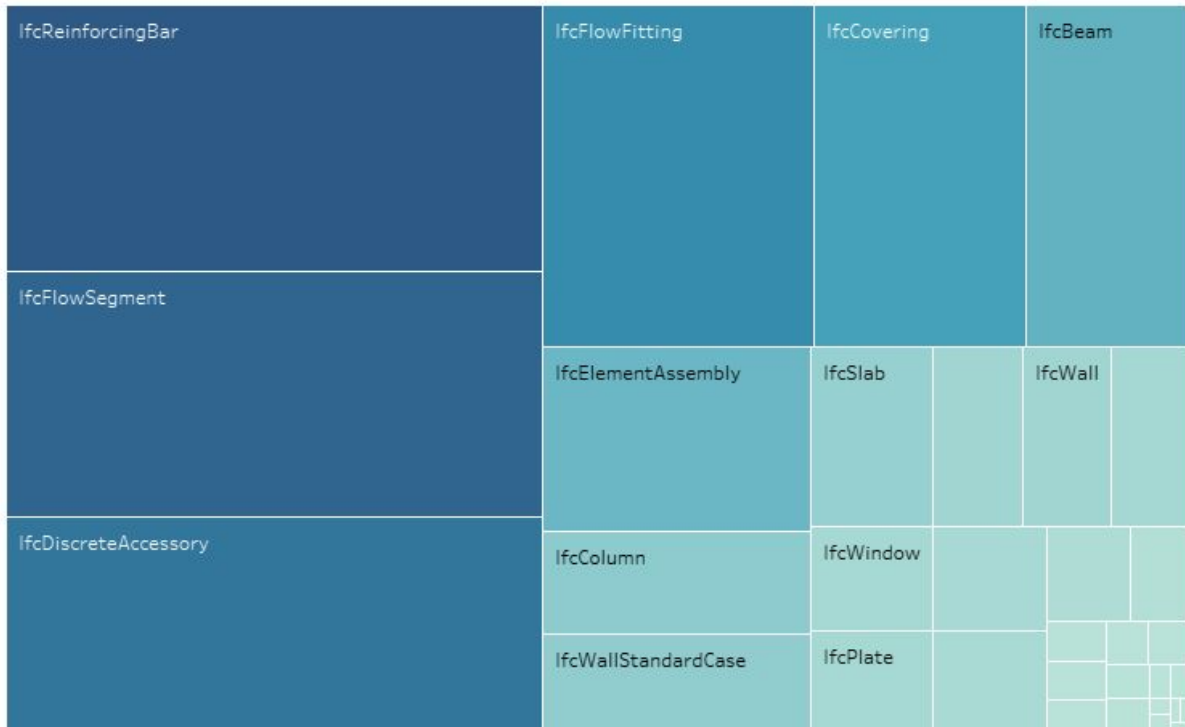 IfcReinforcingBar
IfcFlowFitting
IfcCovering
IfcBeam
IfcFlowSegment
IfcElementAssembly
IfcSlab
IfcWall
IfcDiscreteAccessory
IfcColumn
IfcWindow
IfcWallStandardCase
IfcPlate